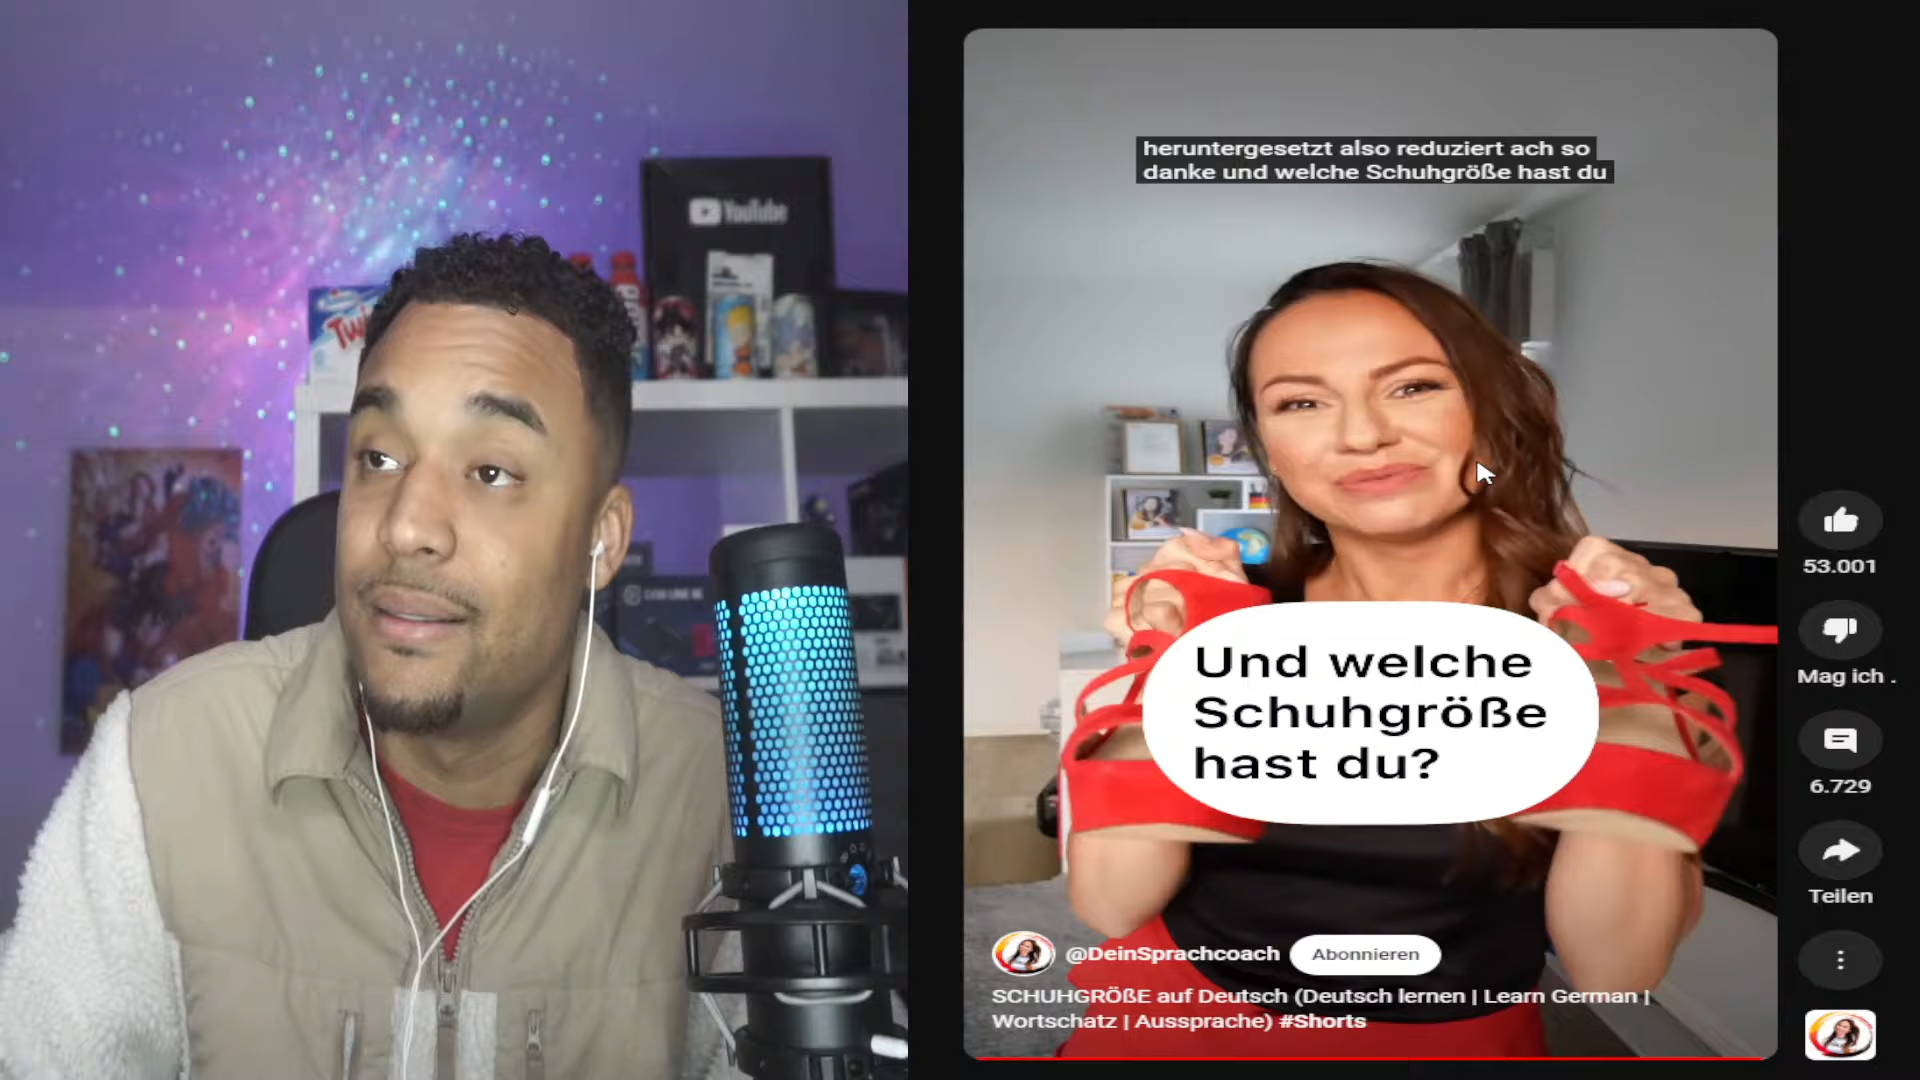 YouTube
Tw
heruntergesetzt also reduziert ach so
danke und welche Schuhgröße hast du
Und welche
Schuhgröße
hast du?
53.001
Mag ich .
6.729
Teilen
@DeinSprachcoach
Abonnieren
SCHUHGRÖßE auf Deutsch (Deutsch lernen | Learn German |
Wortschatz | Aussprache) #Shorts